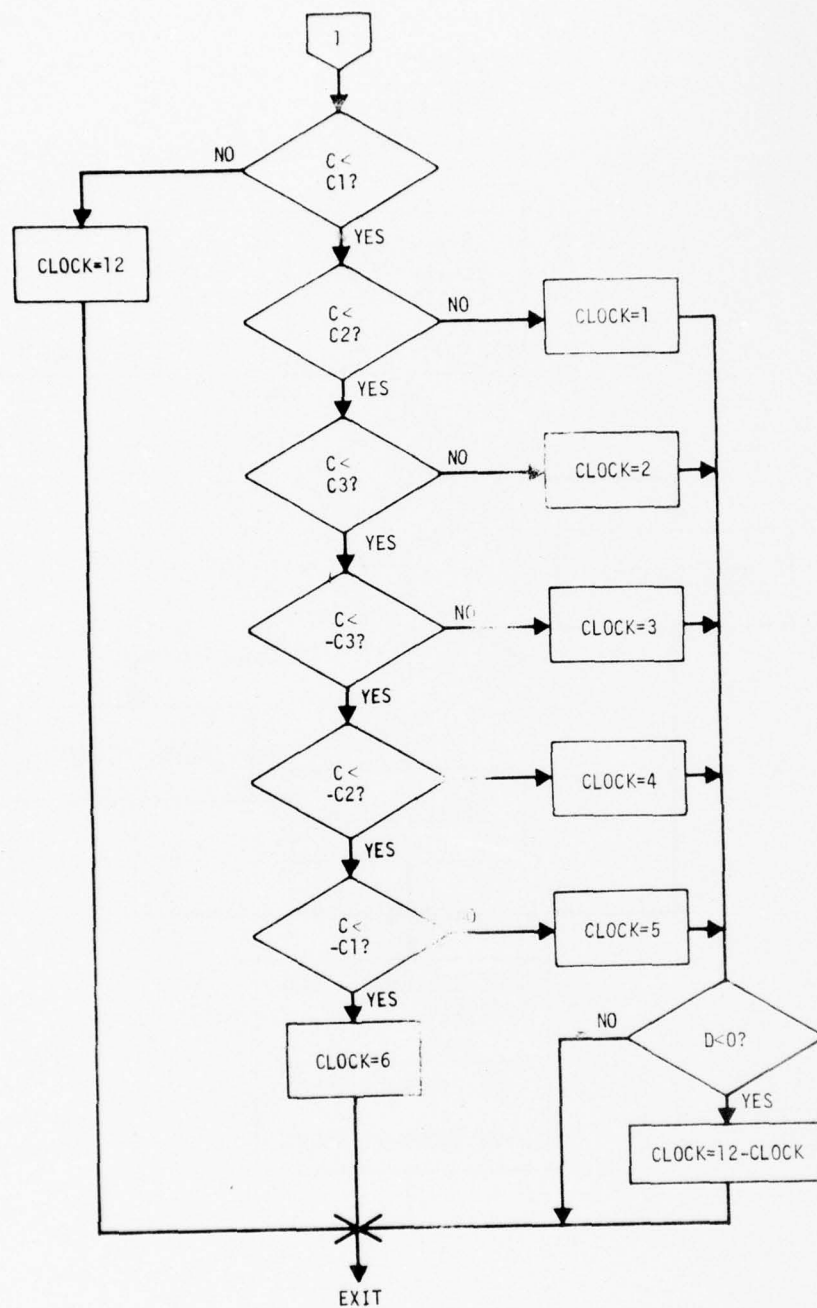 1
C <
C1?
NO
YES
CLOCK=12
C<
C2?
NO
CLOCK=1
YES
C<
C3?
NO
CLOCK=2
YES
C<
-C3?
NO
CLOCK=3
YES
C<
-C2?
CLOCK=4
YES
C<
-C1?
CLOCK=5
YES
CLOCK=6
NO
D<0?
YES
CLOCK=12-CLOCK
EXIT